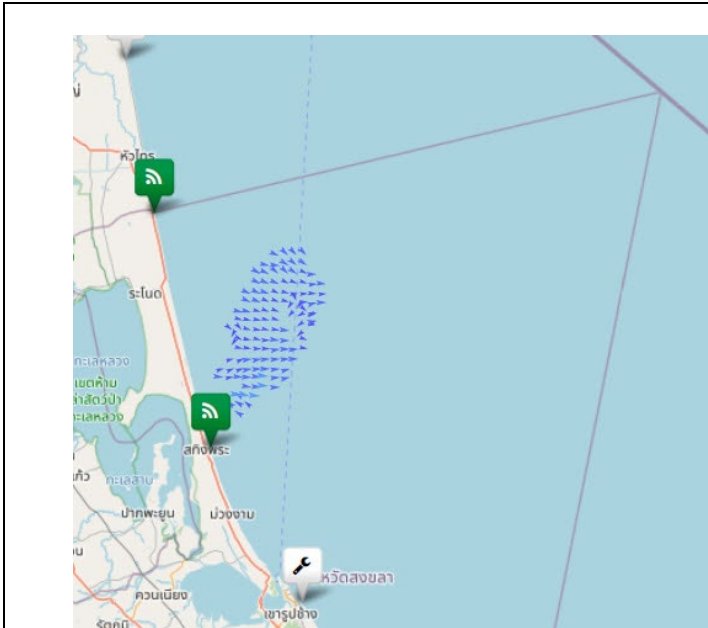 หัวไทร
ระโนด
ทะเลหลวง
เขตห้าม
ล่าสัตว์ป่า
ทะเลหลวง
สทิงพระ
ทะเลสาบ
ปากพะยูน
ม่วงงาม
หวัดสงขลา
ควนเนียง
เขารูปช้าง
รัตภูมิ